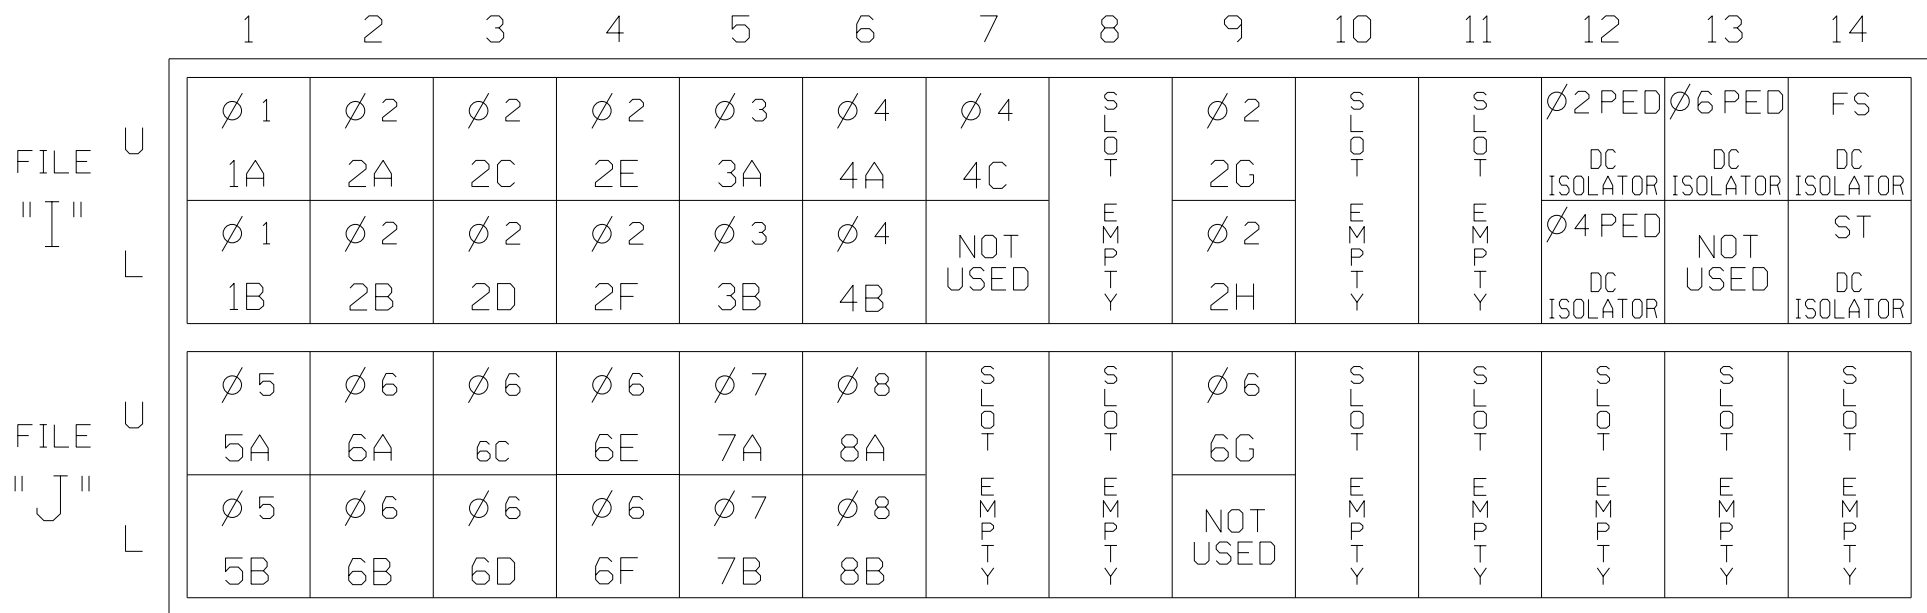 1 2 3 4 5 6 7 8 9 10 11 12 13 14
FILE "I"
U
Ø 1 Ø 2 Ø 2 Ø 2 Ø 3 Ø 4 Ø 4 SLOT EMPTY Ø 2 SLOT EMPTY SLOT EMPTY Ø2 PED Ø6 PED FS
1A 2A 2C 2E 3A 4A 4C 2G DC ISOLATOR DC ISOLATOR DC ISOLATOR
L
Ø 1 Ø 2 Ø 2 Ø 2 Ø 3 Ø 4 NOT USED Ø 2 Ø4 PED NOT USED ST
1B 2B 2D 2F 3B 4B 2H DC ISOLATOR DC ISOLATOR
FILE "J"
U
Ø 5 Ø 6 Ø 6 Ø 6 Ø 7 Ø 8 SLOT EMPTY SLOT EMPTY Ø 6 SLOT EMPTY SLOT EMPTY SLOT EMPTY SLOT EMPTY SLOT EMPTY
5A 6A 6C 6E 7A 8A 6G
L
Ø 5 Ø 6 Ø 6 Ø 6 Ø 7 Ø 8 NOT USED
5B 6B 6D 6F 7B 8B